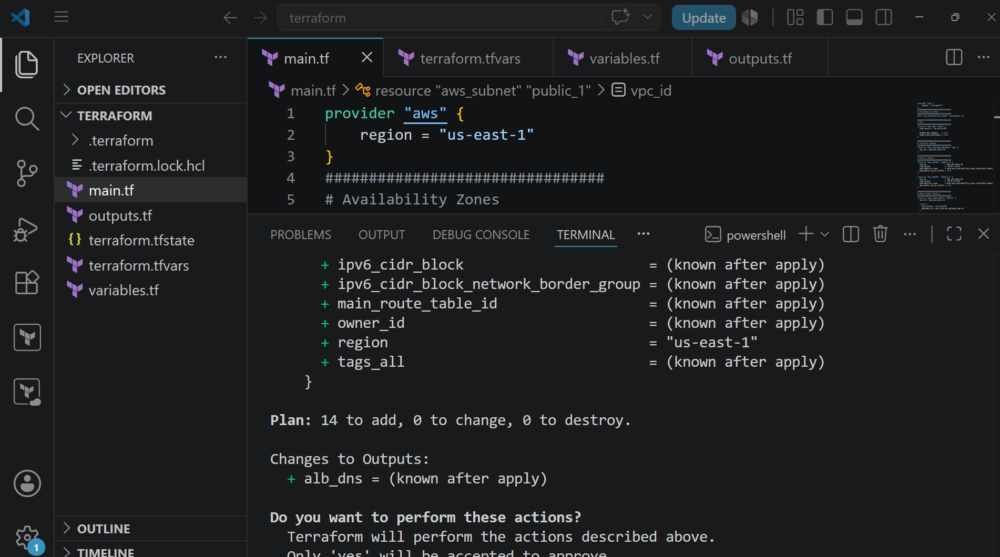 terraform
Update
EXPLORER
OPEN EDITORS
TERRAFORM
.terraform
.terraform.lock.hcl
main.tf
outputs.tf
terraform.tfstate
terraform.tfvars
variables.tf
OUTLINE
TIMELINE
1
main.tf
terraform.tfvars
variables.tf
outputs.tf
main.tf > resource "aws_subnet" "public_1" > vpc_id
1 provider "aws" {
2     region = "us-east-1"
3 }
4 ################################
5 # Availability Zones
PROBLEMS OUTPUT DEBUG CONSOLE TERMINAL ··· powershell
+ ipv6_cidr_block = (known after apply)
+ ipv6_cidr_block_network_border_group = (known after apply)
+ main_route_table_id = (known after apply)
+ owner_id = (known after apply)
+ region = "us-east-1"
+ tags_all = (known after apply)
}
Plan: 14 to add, 0 to change, 0 to destroy.
Changes to Outputs:
+ alb_dns = (known after apply)
Do you want to perform these actions?
Terraform will perform the actions described above.
Only 'yes' will be accepted to approve.